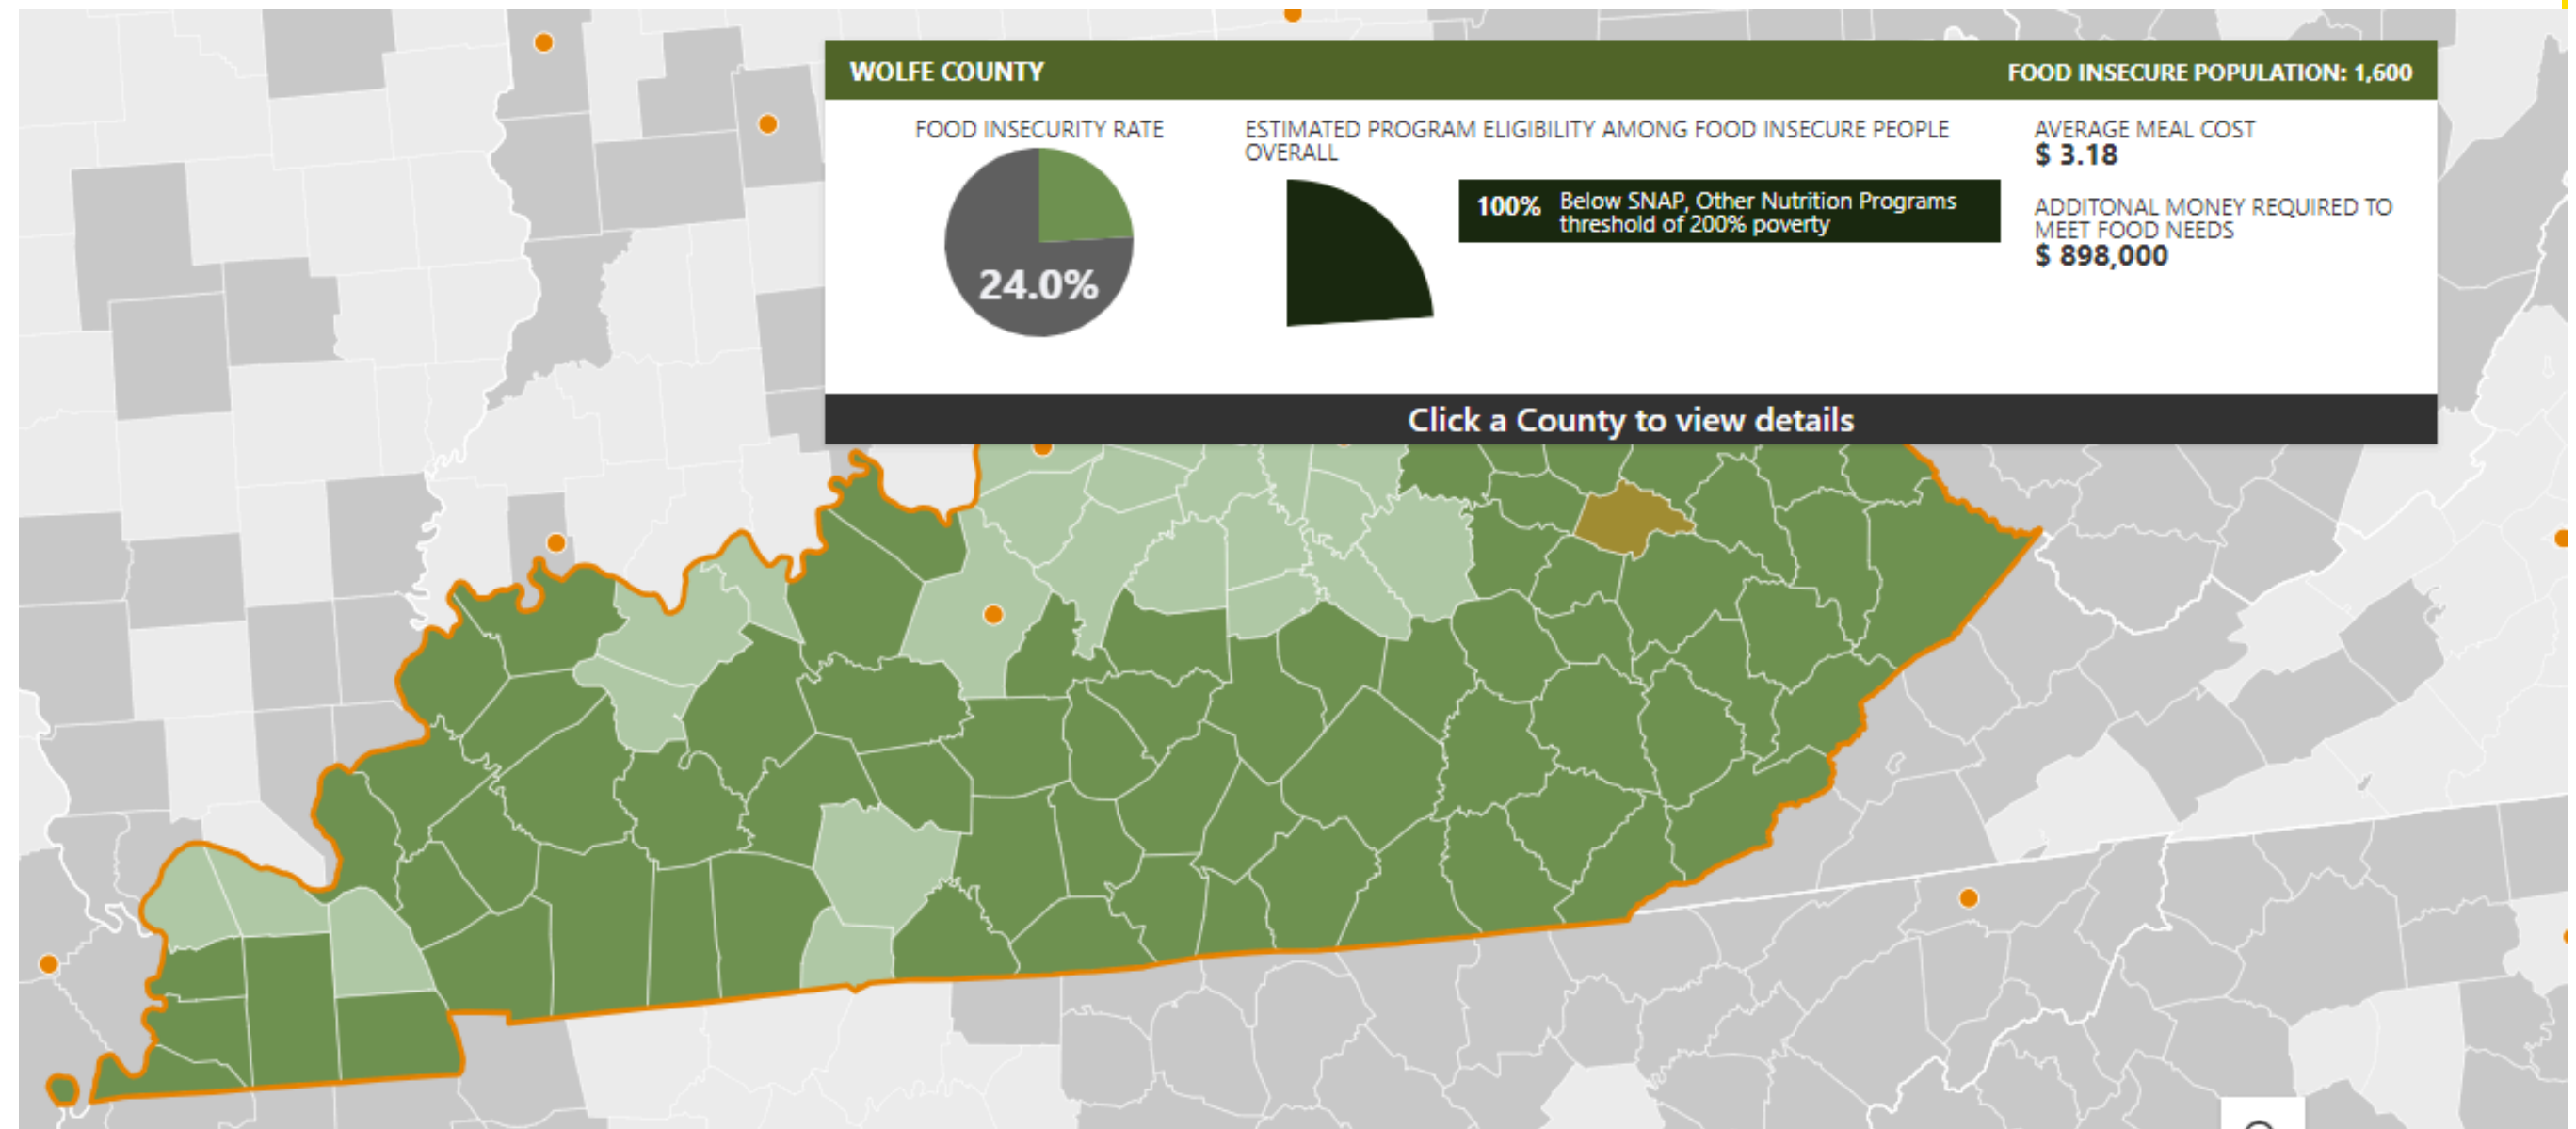 WOLFE COUNTY
FOOD INSECURE POPULATION: 1,600
FOOD INSECURITY RATE
24.0%
ESTIMATED PROGRAM ELIGIBILITY AMONG FOOD INSECURE PEOPLE
OVERALL
100% Below SNAP, Other Nutrition Programs
threshold of 200% poverty
AVERAGE MEAL COST
$ 3.18
ADDITONAL MONEY REQUIRED TO
MEET FOOD NEEDS
$ 898,000
Click a County to view details